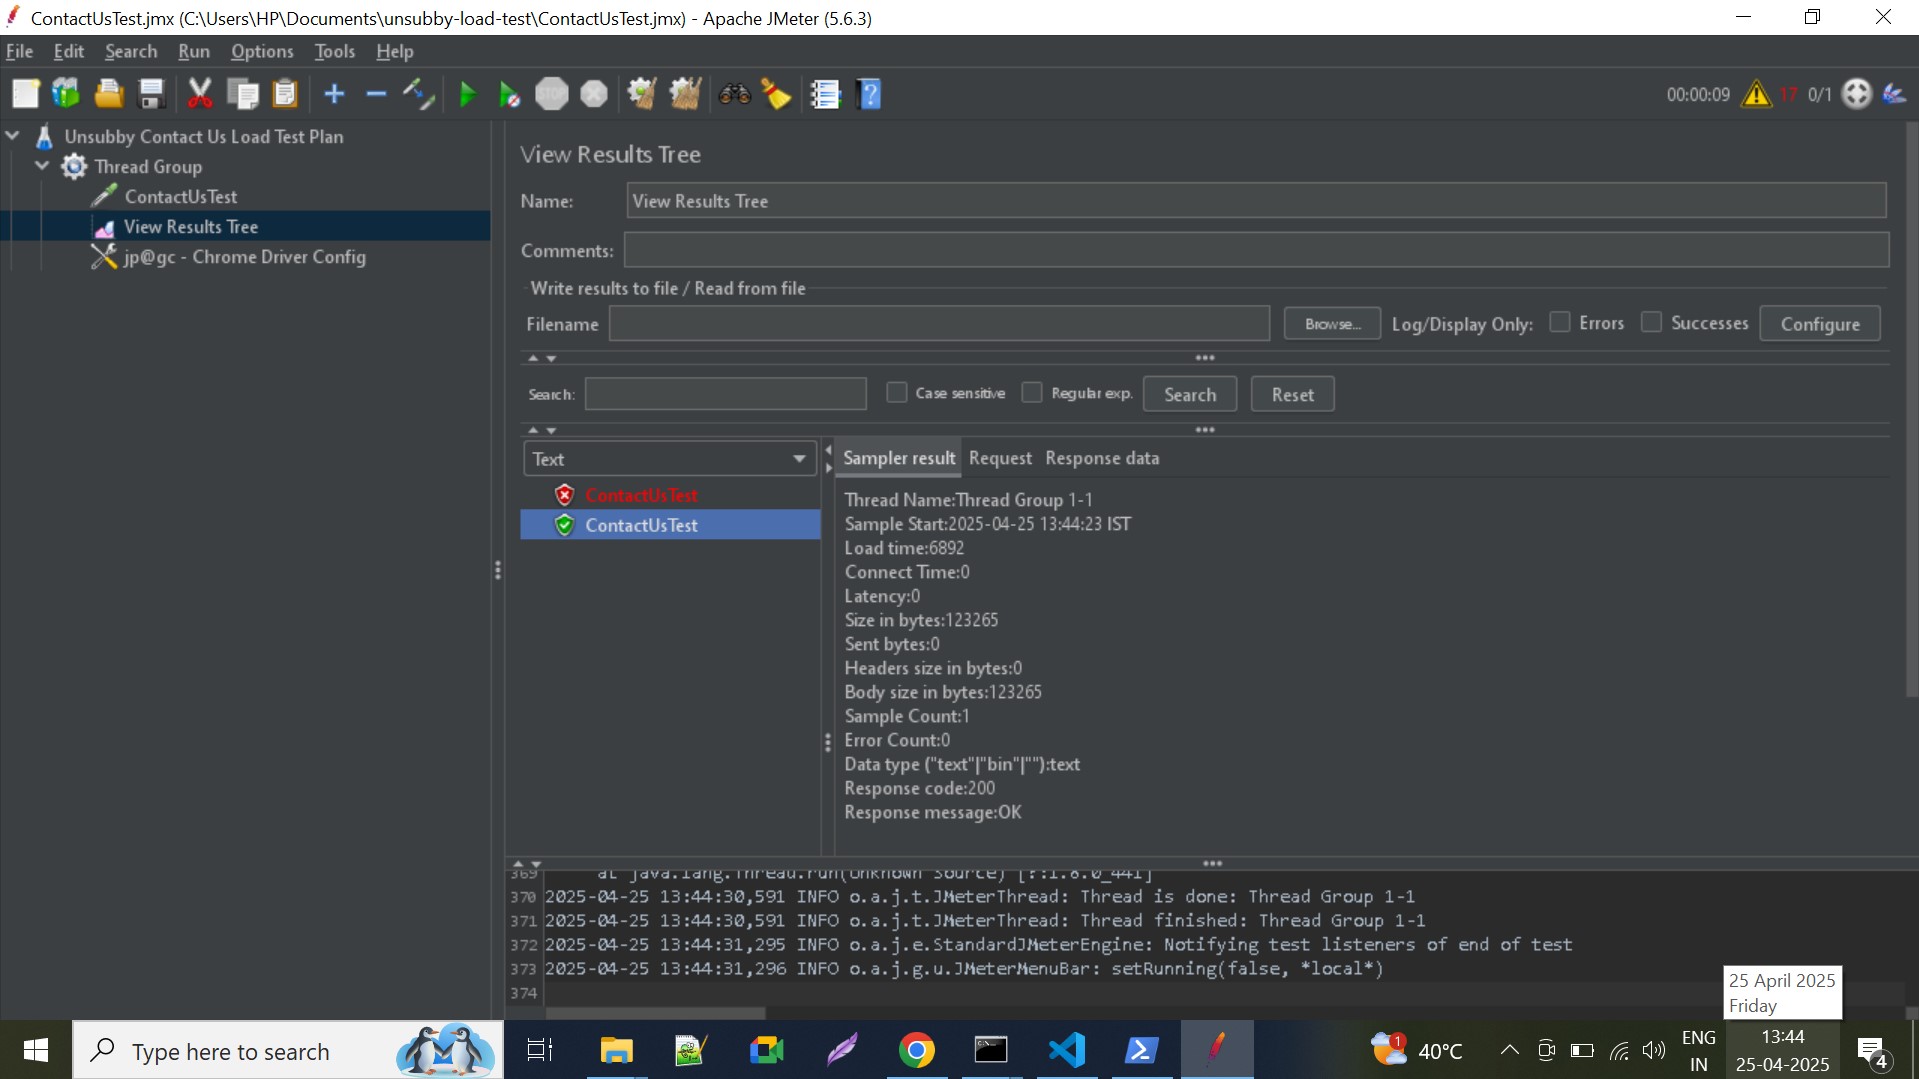 ContactUsTest.jmx (C:\Users\HP\Documents\unsubby-load-test\ContactUsTest.jmx) - Apache JMeter (5.6.3)
File Edit Search Run Options Tools Help
STOP
00:00:09 17 0/1
Unsubby Contact Us Load Test Plan
Thread Group
ContactUsTest
View Results Tree
jp@gc - Chrome Driver Config
View Results Tree
Name: View Results Tree
Comments:
Write results to file / Read from file
Filename Browse... Log/Display Only: Errors Successes Configure
Search: Case sensitive Regular exp. Search Reset
Text
ContactUsTest
ContactUsTest
Sampler result Request Response data
Thread Name:Thread Group 1-1
Sample Start:2025-04-25 13:44:23 IST
Load time:6892
Connect Time:0
Latency:0
Size in bytes:123265
Sent bytes:0
Headers size in bytes:0
Body size in bytes:123265
Sample Count:1
Error Count:0
Data type ("text"|"bin"|""):text
Response code:200
Response message:OK
369 at java.lang.Thread.run(Unknown Source) [?:1.8.0_441]
370 2025-04-25 13:44:30,591 INFO o.a.j.t.JMeterThread: Thread is done: Thread Group 1-1
371 2025-04-25 13:44:30,591 INFO o.a.j.t.JMeterThread: Thread finished: Thread Group 1-1
372 2025-04-25 13:44:31,295 INFO o.a.j.e.StandardJMeterEngine: Notifying test listeners of end of test
373 2025-04-25 13:44:31,296 INFO o.a.j.g.u.JMeterMenuBar: setRunning(false, *local*)
374
25 April 2025
Friday
Type here to search
1
40°C
ENG
IN
13:44
25-04-2025
4